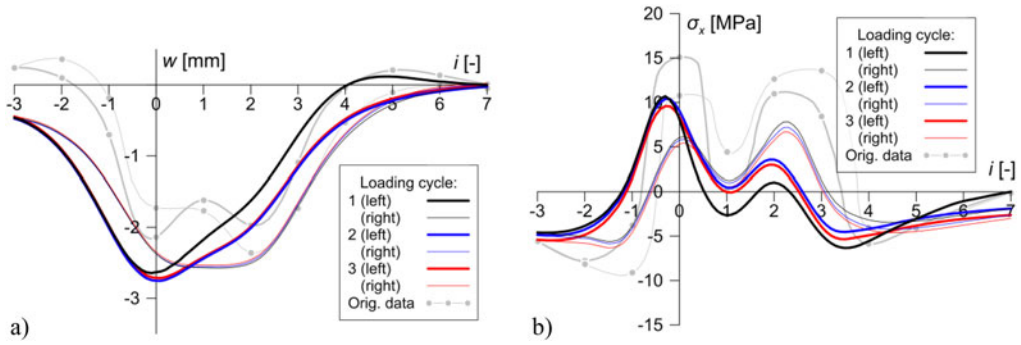 w [mm]
i [-]
-3 -2 -1 0 1 2 3 4 5 6 7
-1
-2
-3
Loading cycle:
1 (left)
(right)
2 (left)
(right)
3 (left)
(right)
Orig. data
a)
σx [MPa]
20
15
10
5
0
-5
-10
-15
i [-]
-3 -2 -1 0 1 2 3 4 5 6 7
Loading cycle:
1 (left)
(right)
2 (left)
(right)
3 (left)
(right)
Orig. data
b)